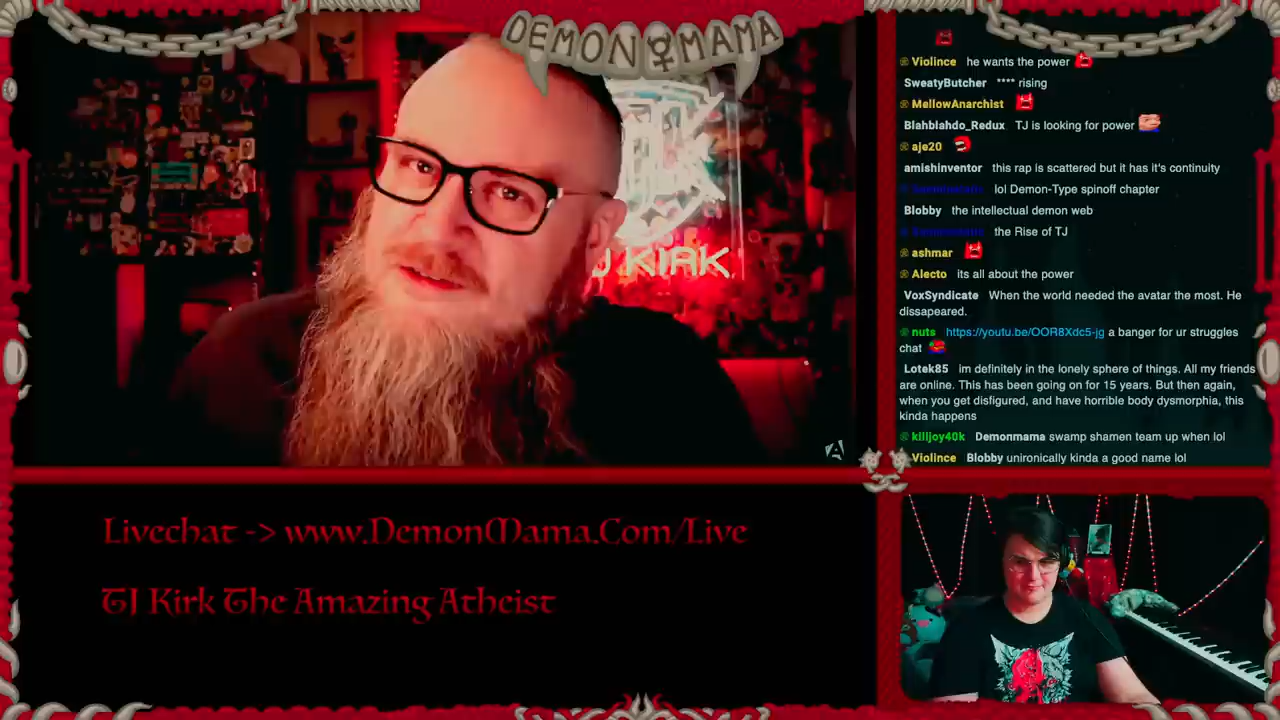 DEMON MAMA
J KIRK
Violince he wants the power
SweatyButcher **** rising
MellowAnarchist
Blahblahdo_Redux TJ is looking for power
aje20
amishinventor this rap is scattered but it has it's continuity
lol Demon-Type spinoff chapter
Blobby the intellectual demon web
the Rise of TJ
ashmar
Alecto its all about the power
VoxSyndicate When the world needed the avatar the most. He
dissapeared.
nuts https://youtu.be/OOR8Xdc5-jg a banger for ur struggles
chat
Lotek85 im definitely in the lonely sphere of things. All my friends
are online. This has been going on for 15 years. But then again,
when you get disfigured, and have horrible body dysmorphia, this
kinda happens
killjoy40k Demonmama swamp shamen team up when lol
Violince Blobby unironically kinda a good name lol
Livechat -> www.DemonMama.Com/Live
TJ Kirk The Amazing Atheist